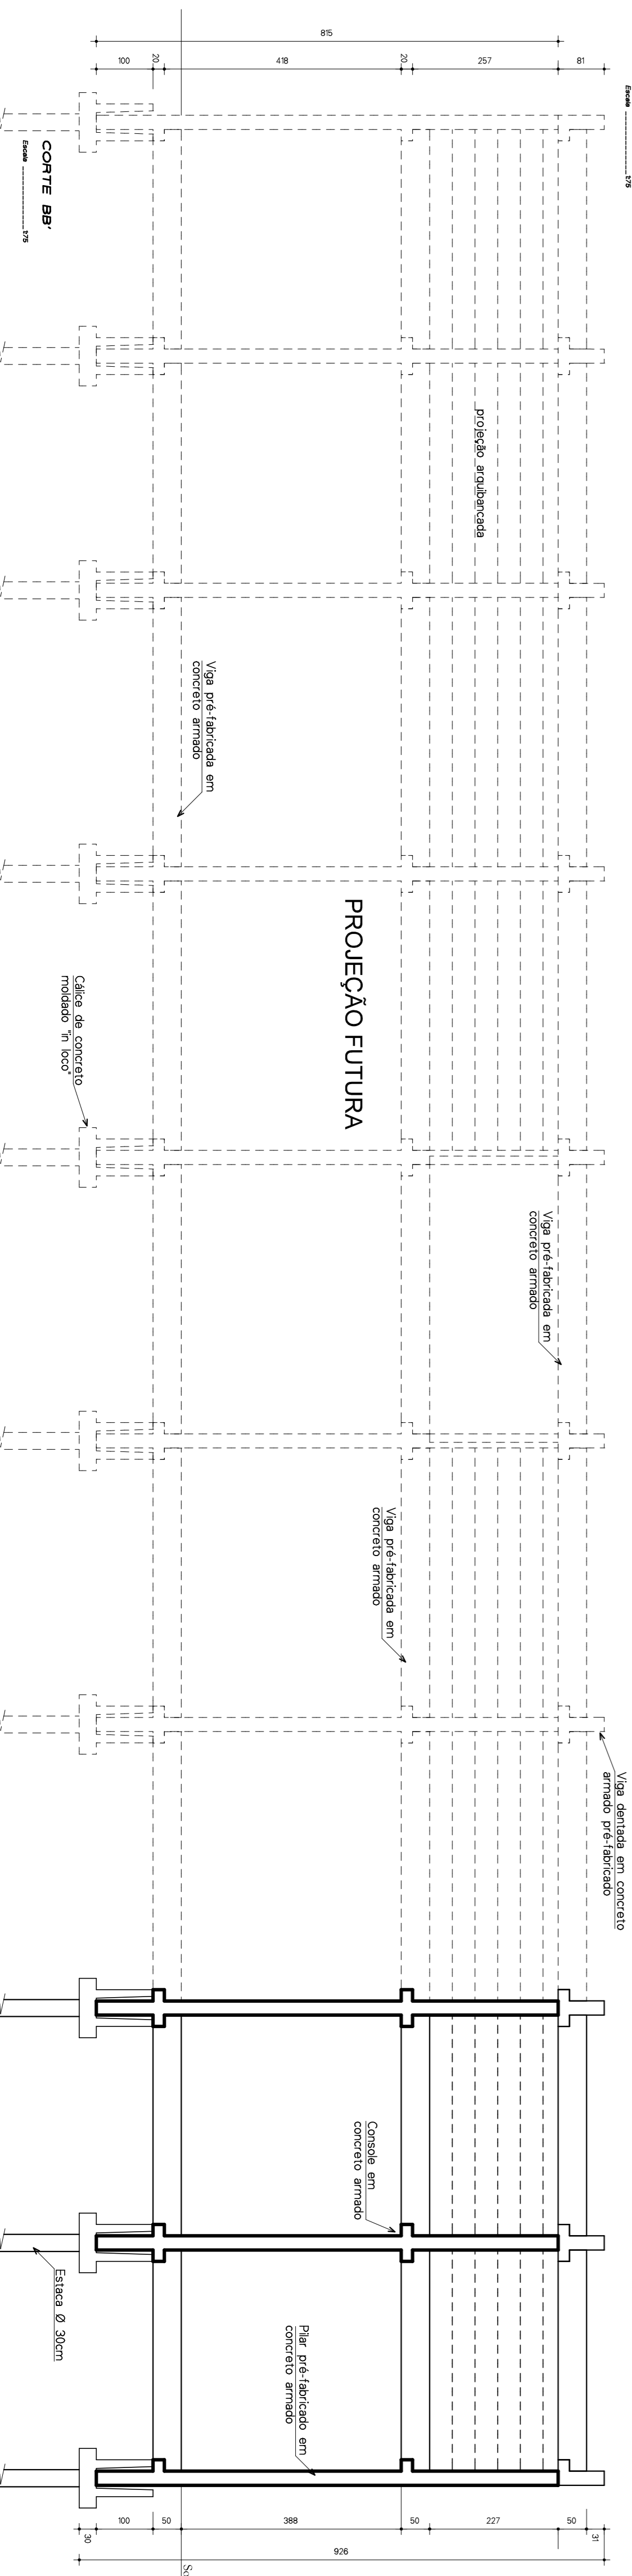 Escala ______________1:75
815
100
20
418
20
257
81
CORTE BB'
Escala ______________1:75
projeção arquibancada
Viga pré-fabricada em
concreto armado
PROJEÇÃO FUTURA
Cálice de concreto
moldado "in loco"
Viga pré-fabricada em
concreto armado
Viga pré-fabricada em
concreto armado
Viga dentada em concreto
armado pré-fabricado
Console em
concreto armado
Estaca Ø 30cm
Pilar pré-fabricado em
concreto armado
30
100
50
388
50
227
50
31
926